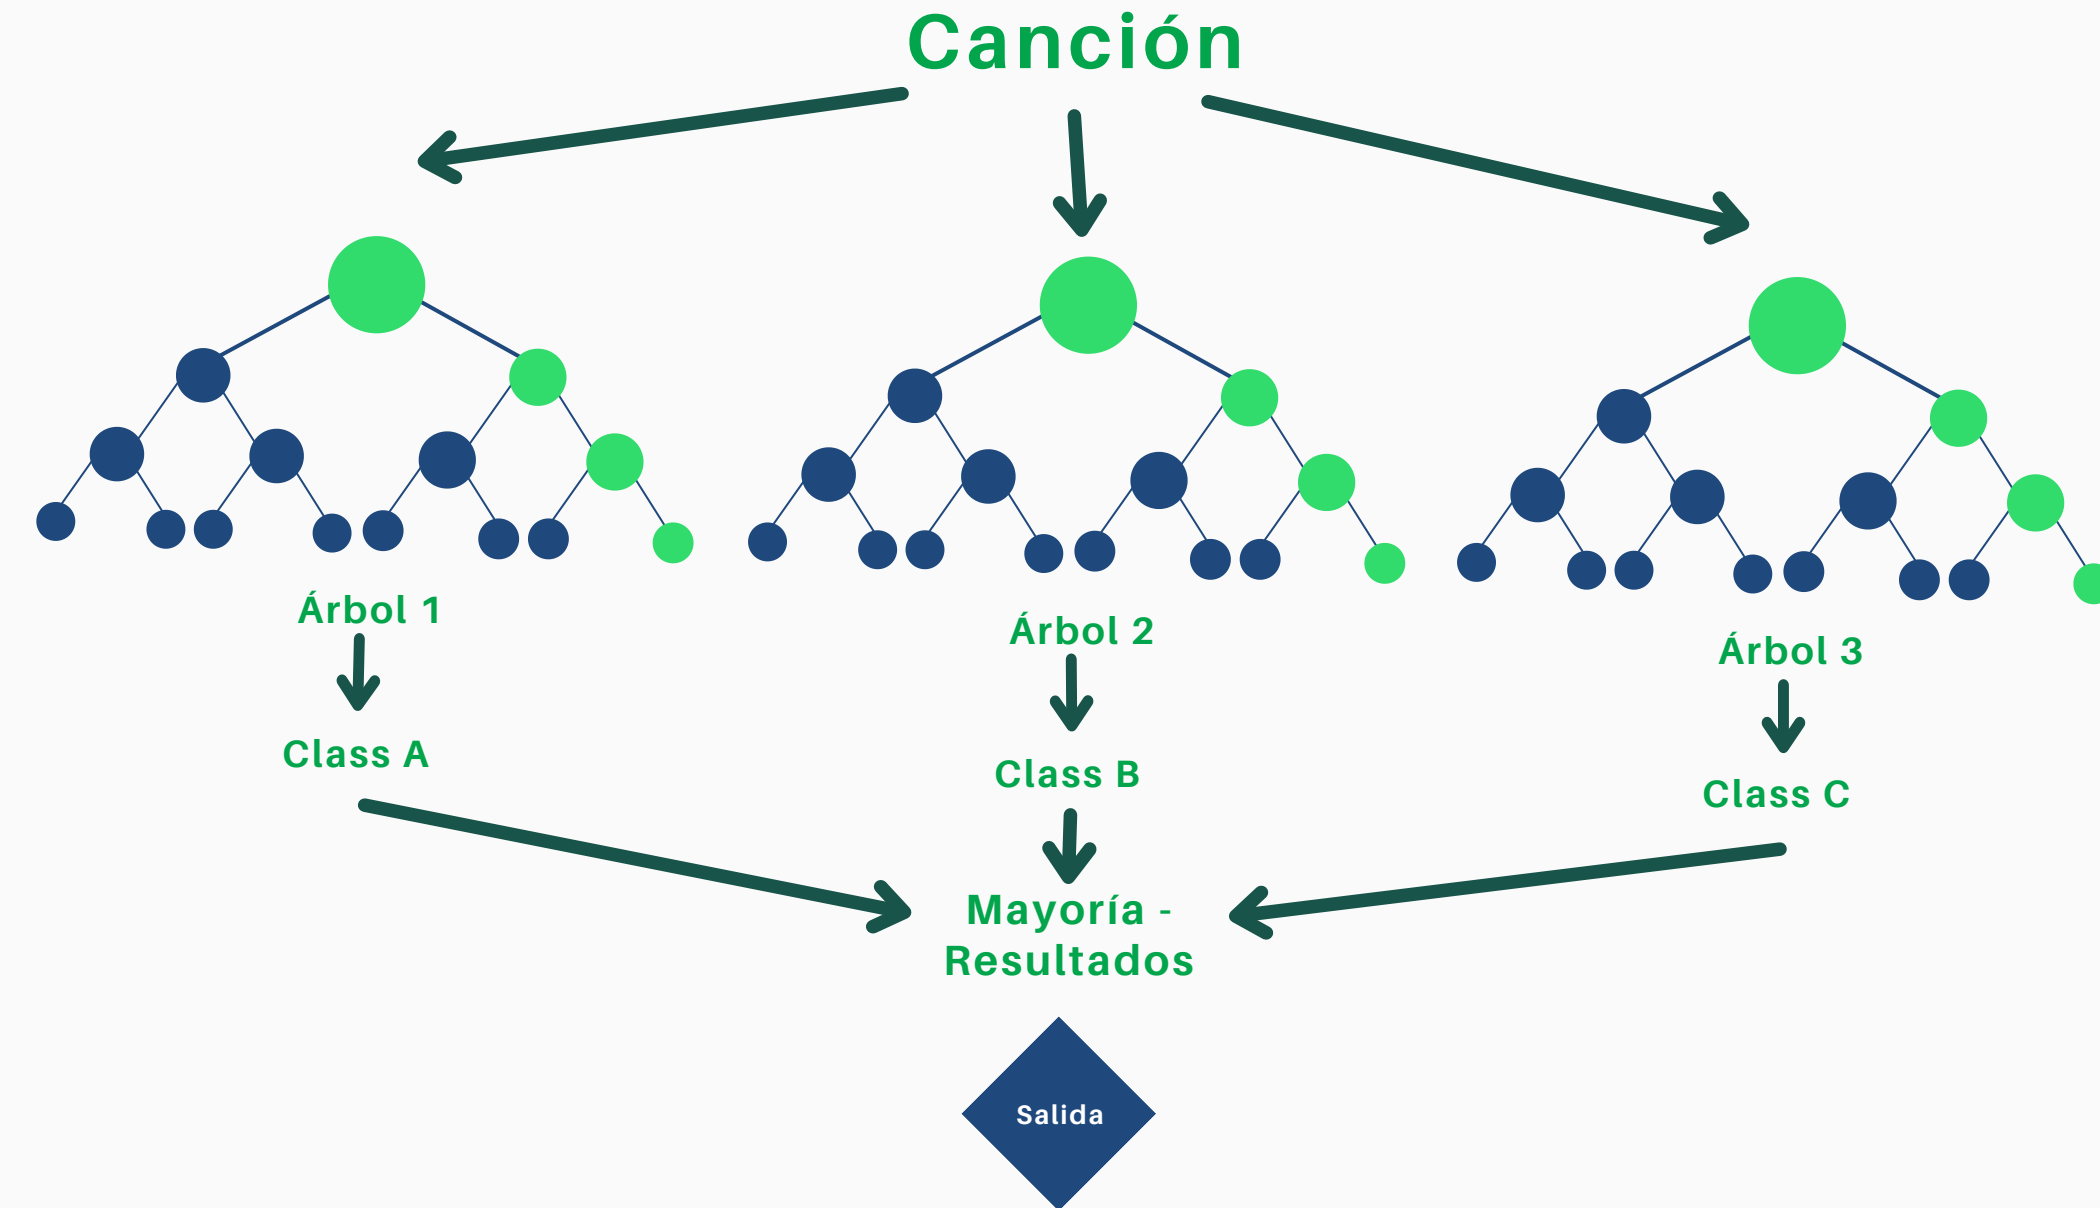 Canción
Árbol 1
Árbol 2
Árbol 3
Class A
Class B
Class C
Mayoría -
Resultados
Salida